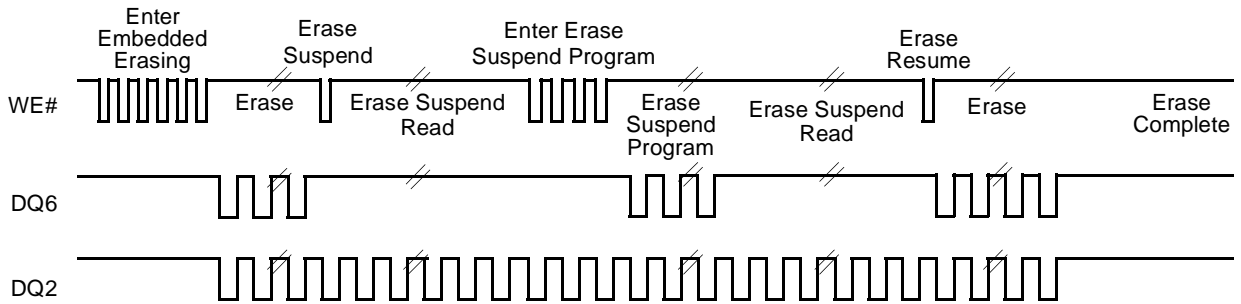 Enter
Embedded
Erasing
Erase
Suspend
Enter Erase
Suspend Program
Erase
Resume
WE#
Erase
Erase Suspend
Read
Erase
Suspend
Program
Erase Suspend
Read
Erase
Erase
Complete
DQ6
DQ2